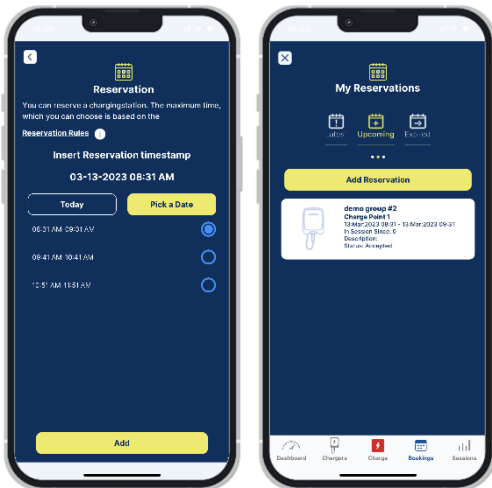 Reservation
You can reserve a chargingstation. The maximum time,
which you can choose is based on the
Reservation Rules
Insert Reservation timestamp
03-13-2023 08:31 AM
Today
Pick a Date
08:31 AM-09:31 AM
09:41 AM-10:41 AM
10:51 AM-11:51 AM
Add
My Reservations
Upcoming
Expired
Add Reservation
demo group #2
Charge Point 1
13-Mar-2023 08:31 - 13-Mar-2023 09:31
In Session Since: 0
Description:
Status: Accepted
Dashboard
Chargers
Charge
Bookings
Sessions